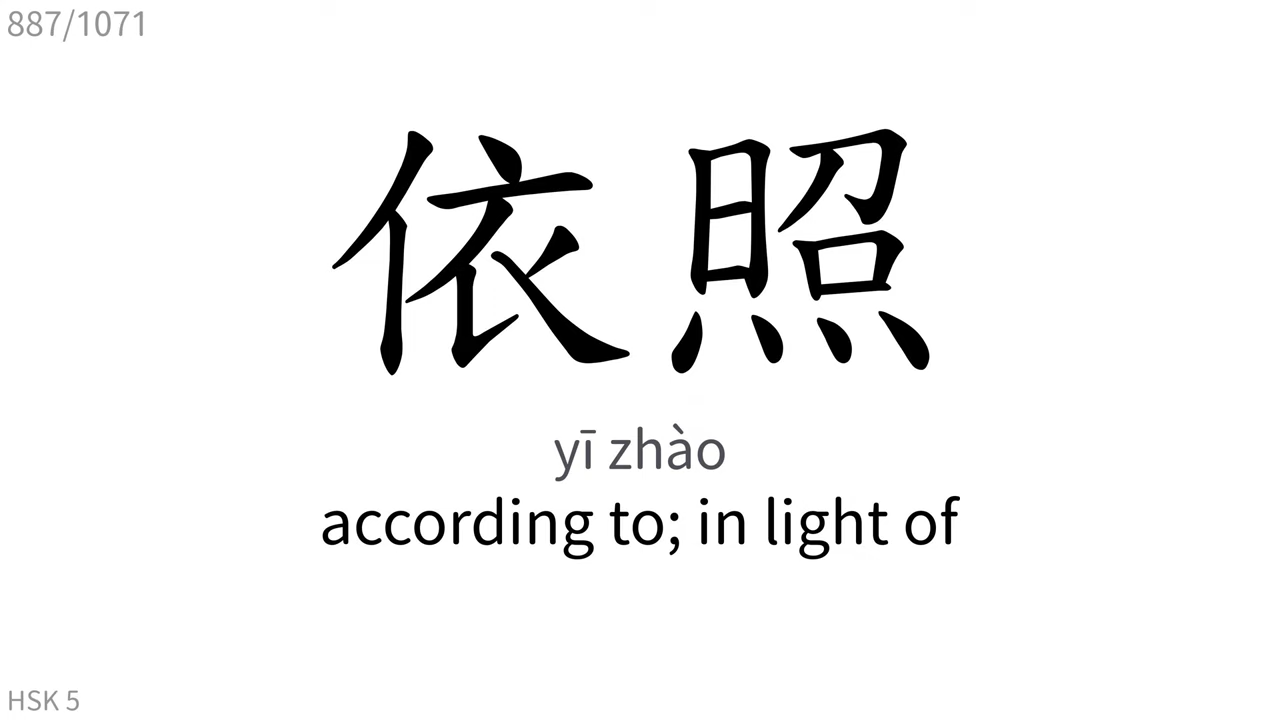 887/1071
依照
yī zhào
according to; in light of
HSK 5